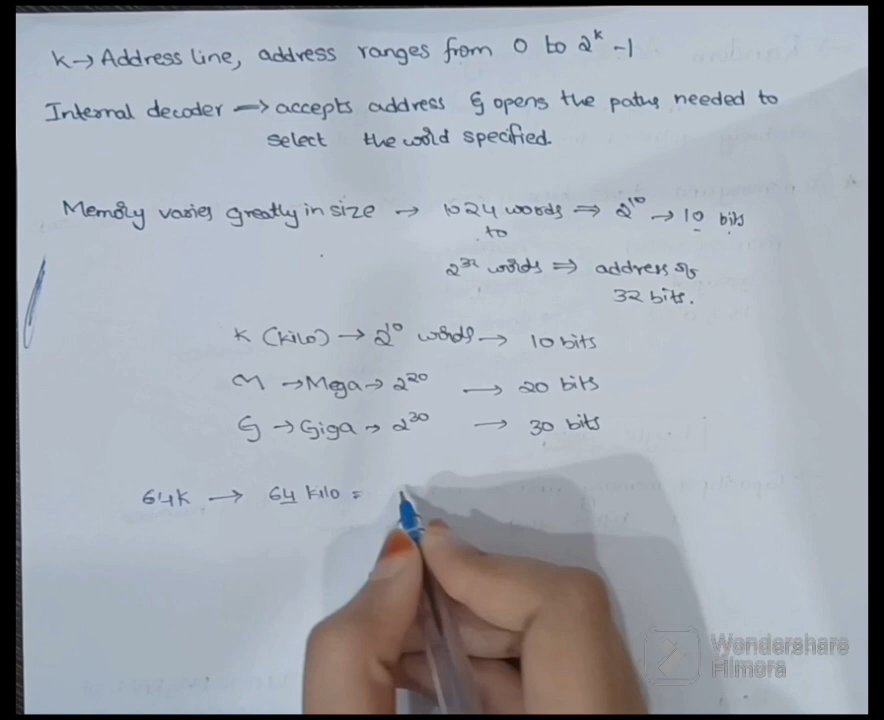 K → Address Line, address ranges from 0 to 2^k - 1
Internal decoder → accepts address & opens the paths needed to
select the word specified.
Memory varies greatly in size → 1024 words ⇒ 2^10 → 10 bits
to
2^32 words ⇒ address of
32 bits.
K (kilo) → 2^10 words → 10 bits
M → Mega → 2^20 → 20 bits
G → Giga → 2^30 → 30 bits
64K → 64 kilo =
Wondershare
Filmora